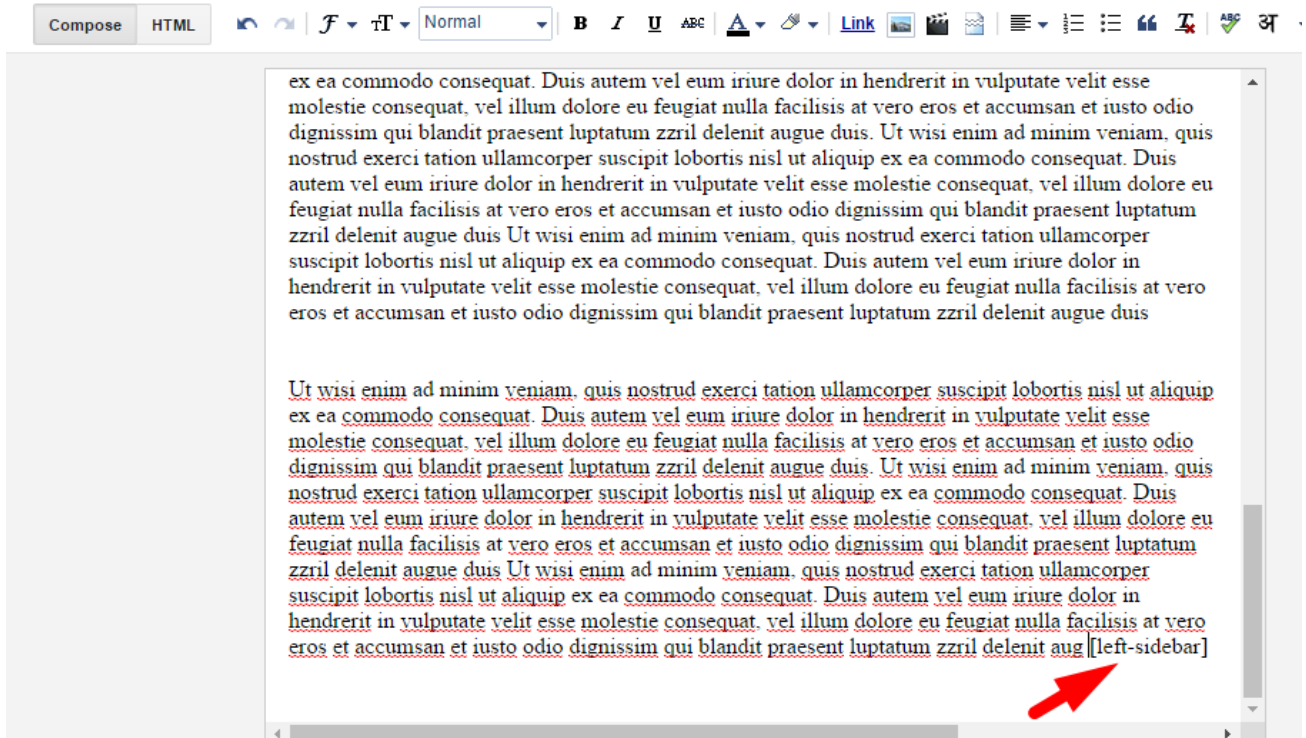 Compose HTML F TT Normal B I U ABC A Link ABC अ
ex ea commodo consequat. Duis autem vel eum iriure dolor in hendrerit in vulputate velit esse
molestie consequat, vel illum dolore eu feugiat nulla facilisis at vero eros et accumsan et iusto odio
dignissim qui blandit praesent luptatum zzril delenit augue duis. Ut wisi enim ad minim veniam, quis
nostrud exerci tation ullamcorper suscipit lobortis nisl ut aliquip ex ea commodo consequat. Duis
autem vel eum iriure dolor in hendrerit in vulputate velit esse molestie consequat, vel illum dolore eu
feugiat nulla facilisis at vero eros et accumsan et iusto odio dignissim qui blandit praesent luptatum
zzril delenit augue duis Ut wisi enim ad minim veniam, quis nostrud exerci tation ullamcorper
suscipit lobortis nisl ut aliquip ex ea commodo consequat. Duis autem vel eum iriure dolor in
hendrerit in vulputate velit esse molestie consequat, vel illum dolore eu feugiat nulla facilisis at vero
eros et accumsan et iusto odio dignissim qui blandit praesent luptatum zzril delenit augue duis
Ut wisi enim ad minim veniam, quis nostrud exerci tation ullamcorper suscipit lobortis nisl ut aliquip
ex ea commodo consequat. Duis autem vel eum iriure dolor in hendrerit in vulputate velit esse
molestie consequat, vel illum dolore eu feugiat nulla facilisis at vero eros et accumsan et iusto odio
dignissim qui blandit praesent luptatum zzril delenit augue duis. Ut wisi enim ad minim veniam, quis
nostrud exerci tation ullamcorper suscipit lobortis nisl ut aliquip ex ea commodo consequat. Duis
autem vel eum iriure dolor in hendrerit in vulputate velit esse molestie consequat, vel illum dolore eu
feugiat nulla facilisis at vero eros et accumsan et iusto odio dignissim qui blandit praesent luptatum
zzril delenit augue duis Ut wisi enim ad minim veniam, quis nostrud exerci tation ullamcorper
suscipit lobortis nisl ut aliquip ex ea commodo consequat. Duis autem vel eum iriure dolor in
hendrerit in vulputate velit esse molestie consequat, vel illum dolore eu feugiat nulla facilisis at vero
eros et accumsan et iusto odio dignissim qui blandit praesent luptatum zzril delenit aug [left-sidebar]